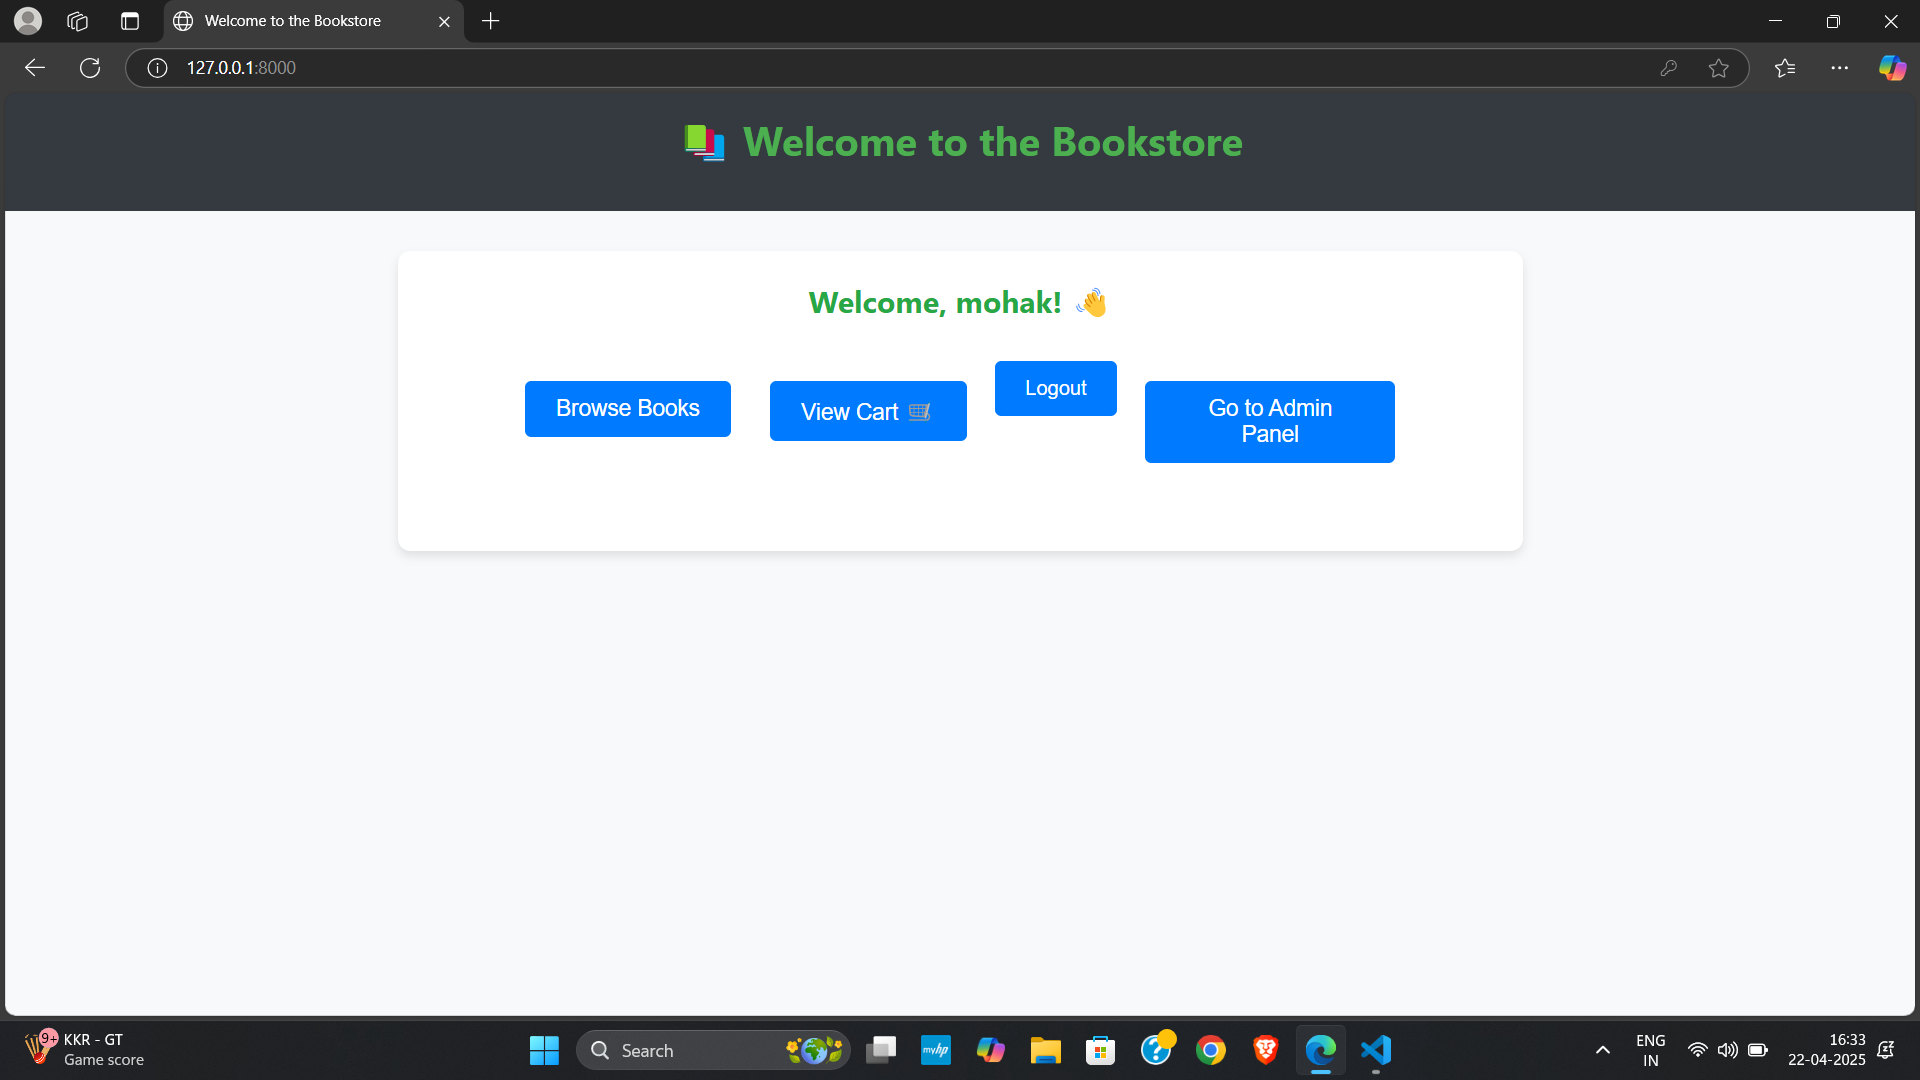 Welcome to the Bookstore
127.0.0.1:8000
Welcome to the Bookstore
Welcome, mohak!
Browse Books
View Cart
Logout
Go to Admin
Panel
9+
KKR - GT
Game score
Search
myhp
ENG
IN
16:33
22-04-2025